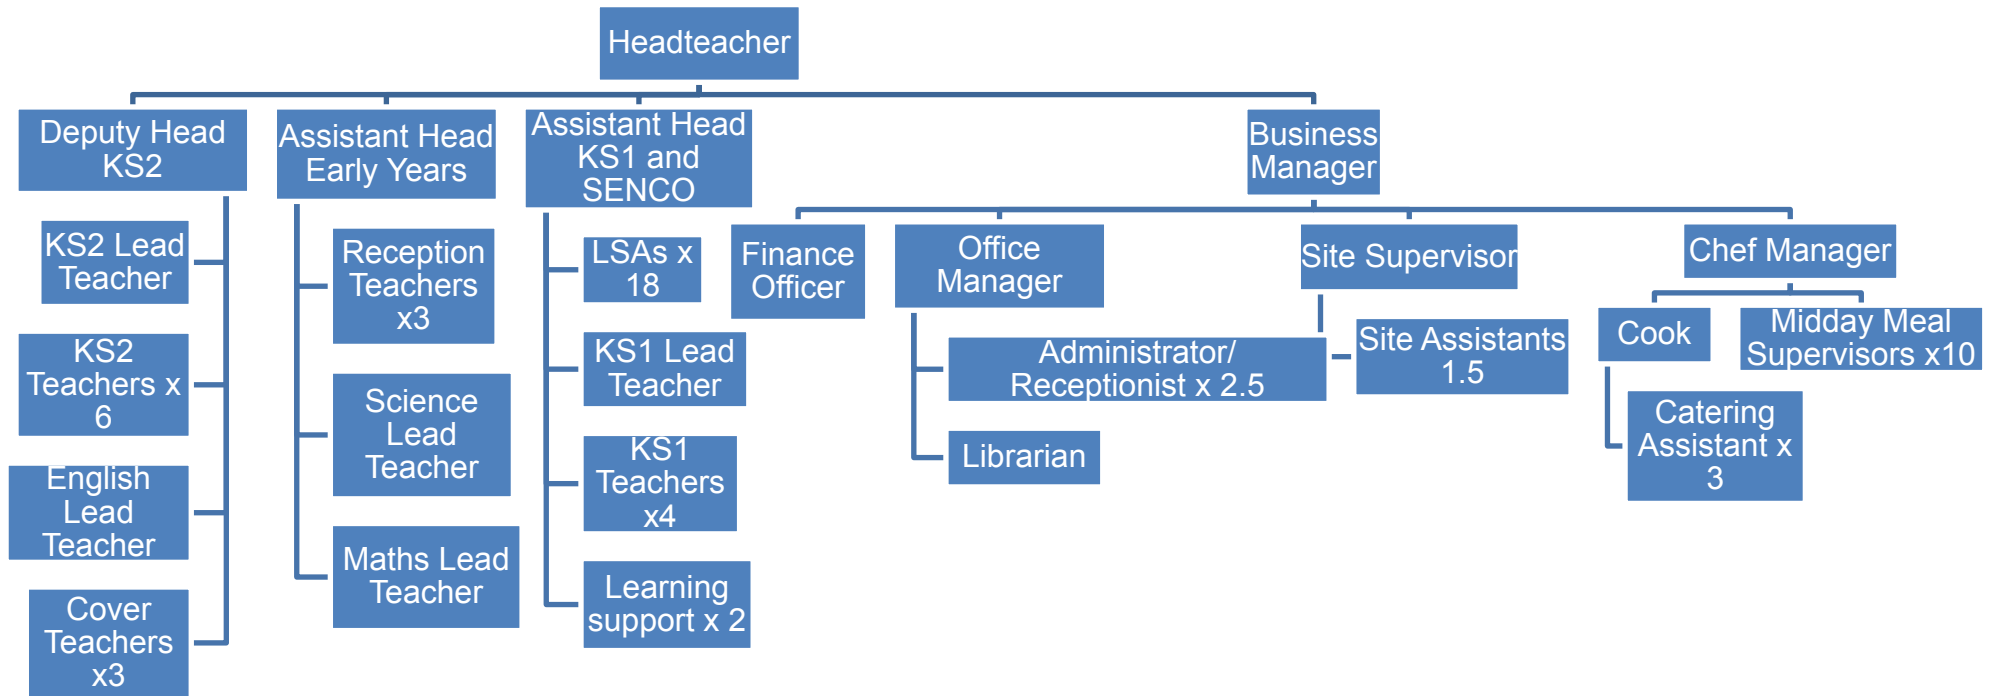 Headteacher
Deputy Head
KS2
Assistant Head
Early Years
Assistant Head
KS1 and
SENCO
Business
Manager
KS2 Lead
Teacher
KS2
Teachers x
6
English
Lead
Teacher
Cover
Teachers
x3
Reception
Teachers
x3
Science
Lead
Teacher
Maths Lead
Teacher
LSAs x
18
KS1 Lead
Teacher
KS1
Teachers
x4
Learning
support x 2
Finance
Officer
Office
Manager
Administrator/
Receptionist x 2.5
Librarian
Site Supervisor
Site Assistants
1.5
Chef Manager
Cook
Catering
Assistant x
3
Midday Meal
Supervisors x10